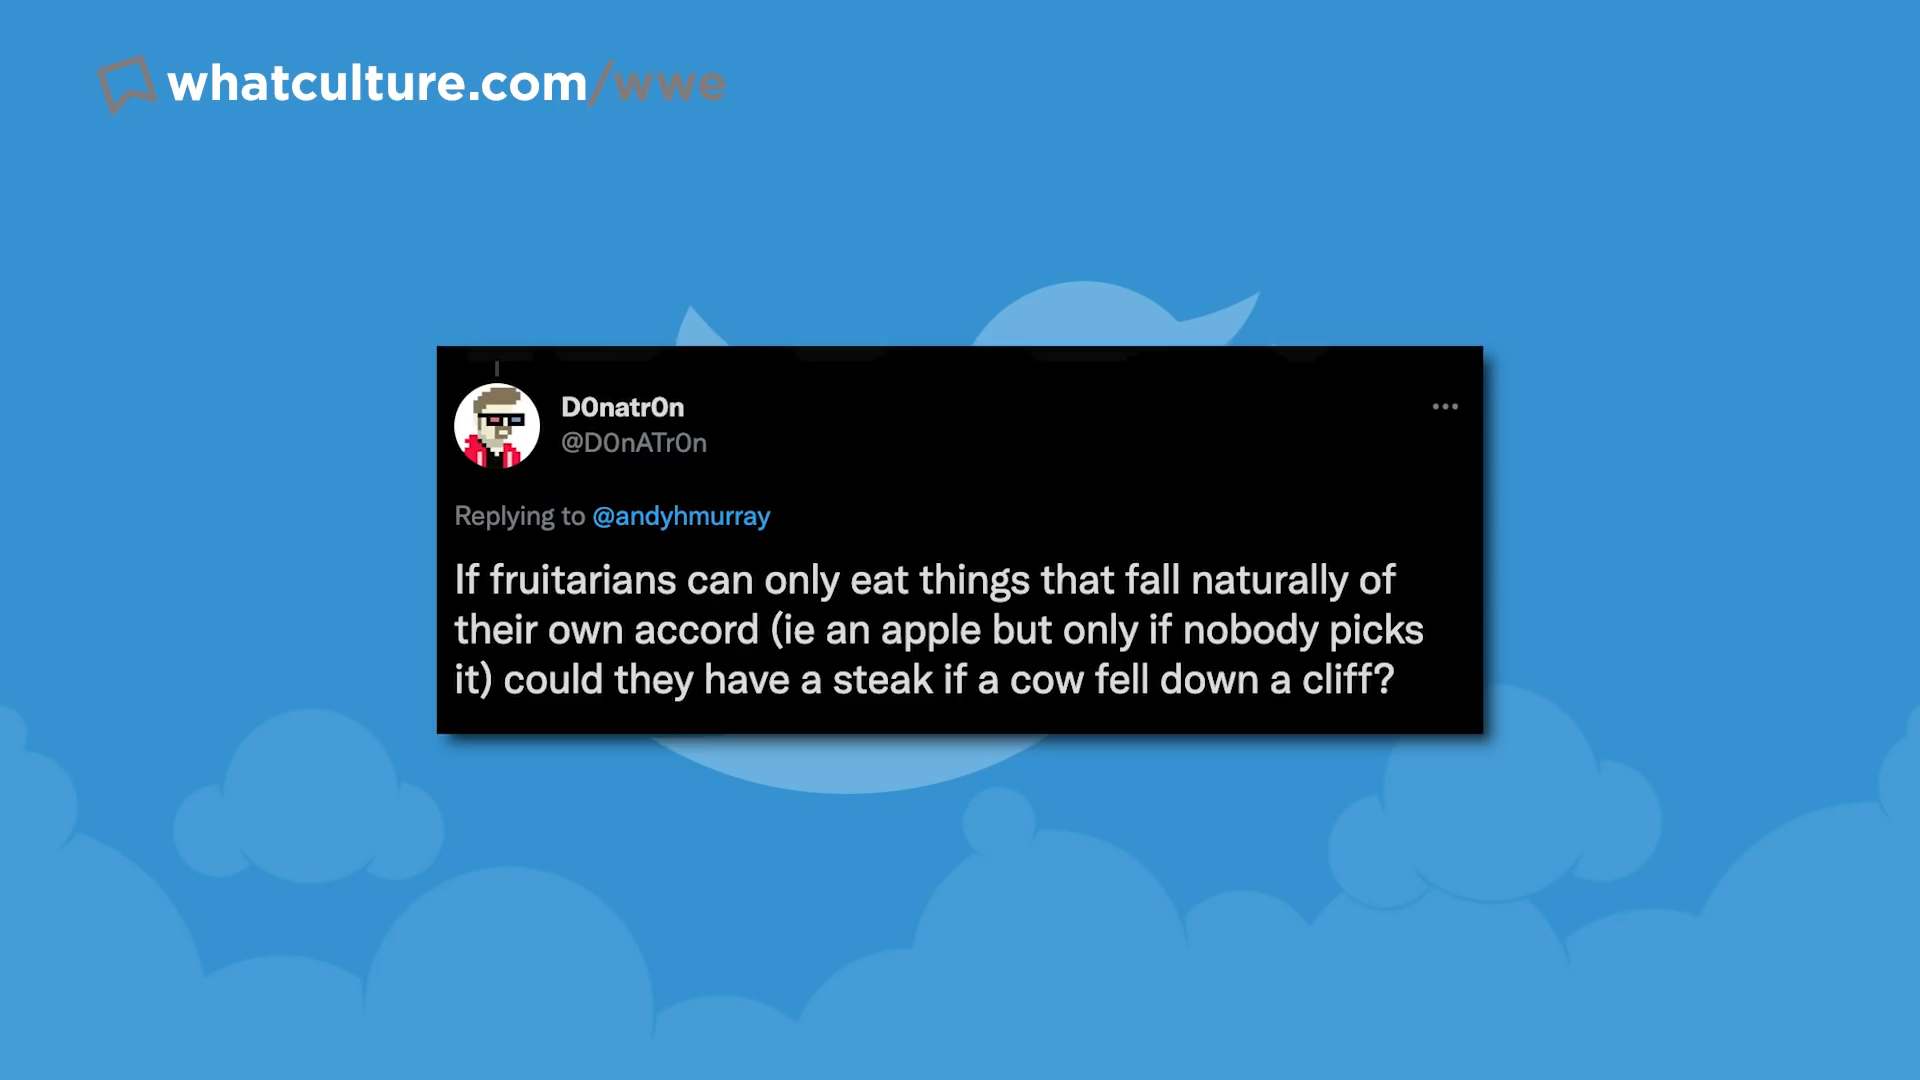 whatculture.com/wwe
D0natr0n
@D0nATr0n
Replying to @andyhmurray
If fruitarians can only eat things that fall naturally of
their own accord (ie an apple but only if nobody picks
it) could they have a steak if a cow fell down a cliff?